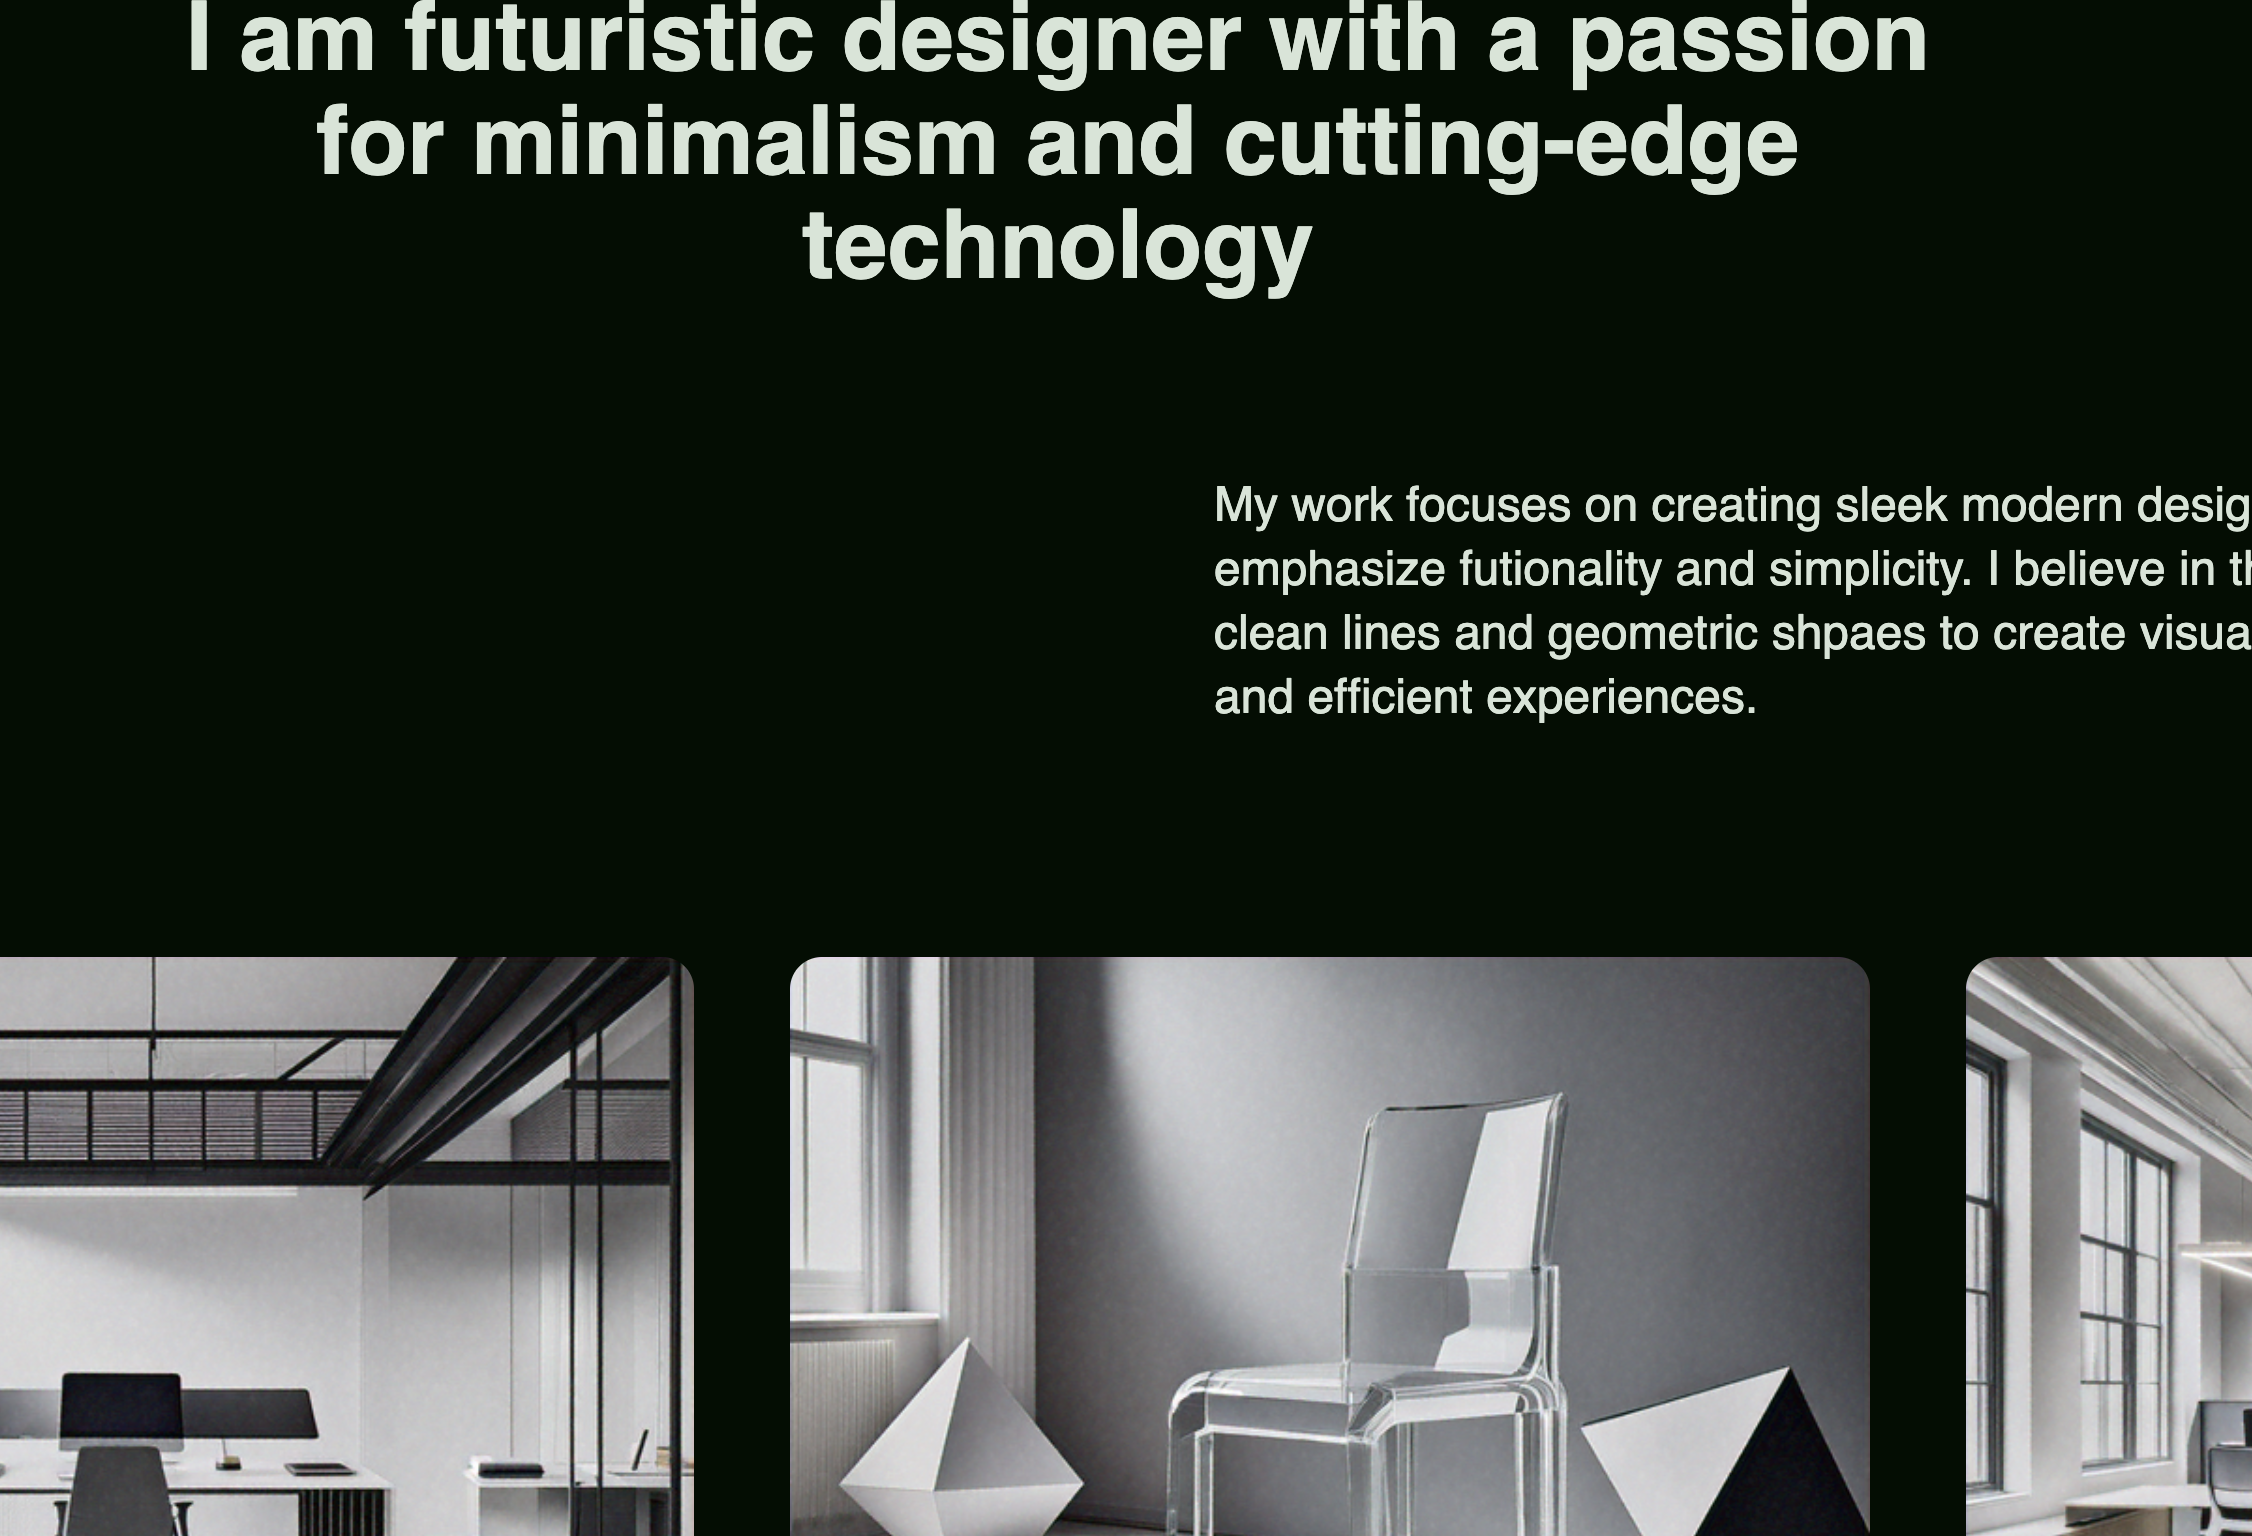 I am futuristic designer with a passion
for minimalism and cutting-edge
technology
My work focuses on creating sleek modern desig
emphasize futionality and simplicity. I believe in th
clean lines and geometric shpaes to create visua
and efficient experiences.